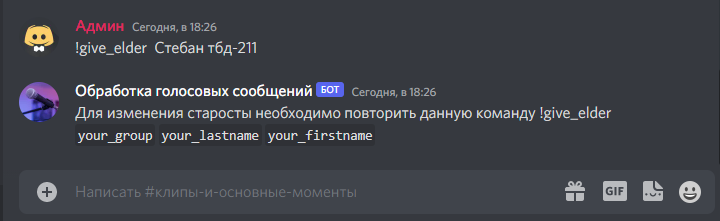 Админ Сегодня, в 18:26
!give_elder Стебан тбд-211
Обработка голосовых сообщений БОТ Сегодня, в 18:26
Для изменения старосты необходимо повторить данную команду !give_elder
your_group your_lastname your_firstname
Написать #клипы-и-основные-моменты
GIF